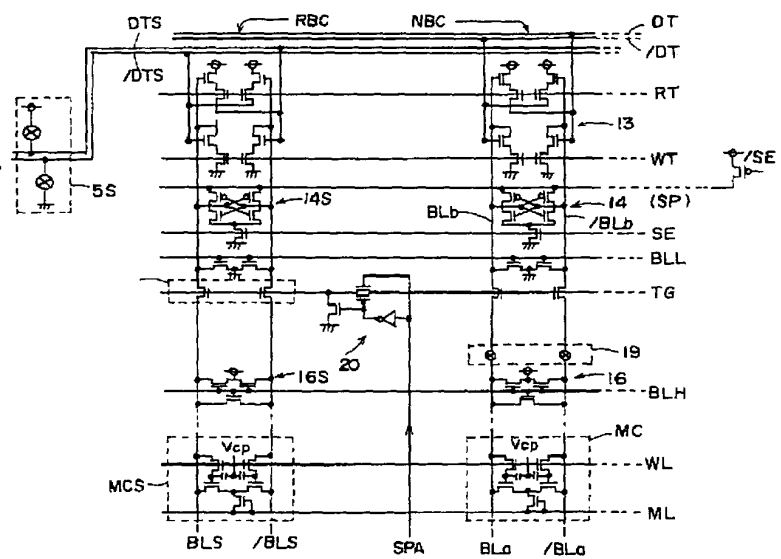 DTS
RBC
NBC
DT
/DT
/DTS
RT
13
WT
/SE
5S
14S
BLb
14
(SP)
/BLb
SE
BLL
TG
20
19
16S
16
BLH
MC
Vcp
Vcp
WL
MCS
ML
BLS
/BLS
SPA
BLa
/BLa